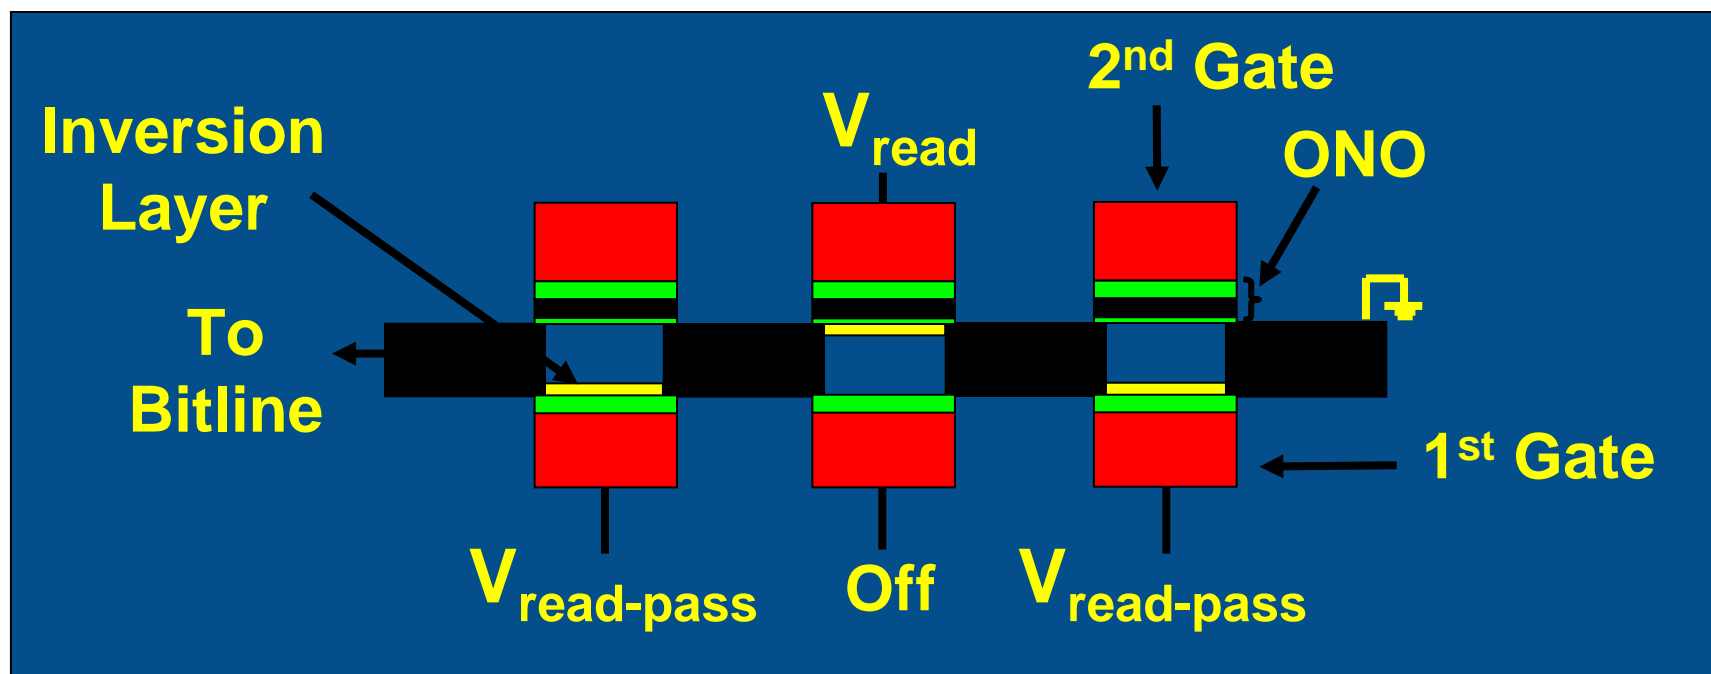 2nd Gate
Inversion
Layer
Vread
ONO
To
Bitline
1st Gate
Vread-pass
Off
Vread-pass